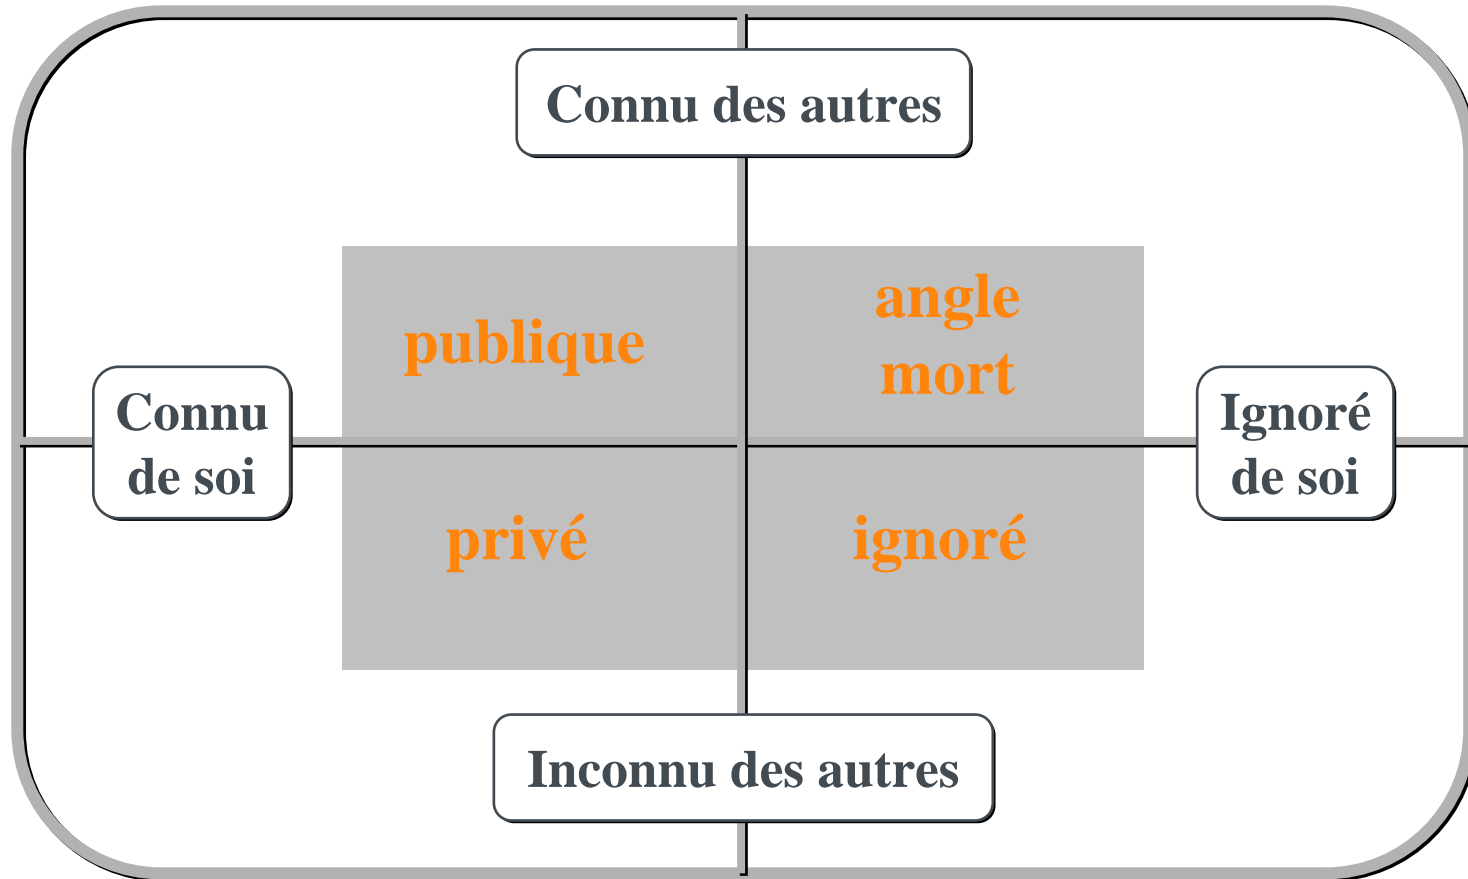 Connu des autres
publique
angle
mort
Connu
de soi
Ignoré
de soi
privé
ignoré
Inconnu des autres